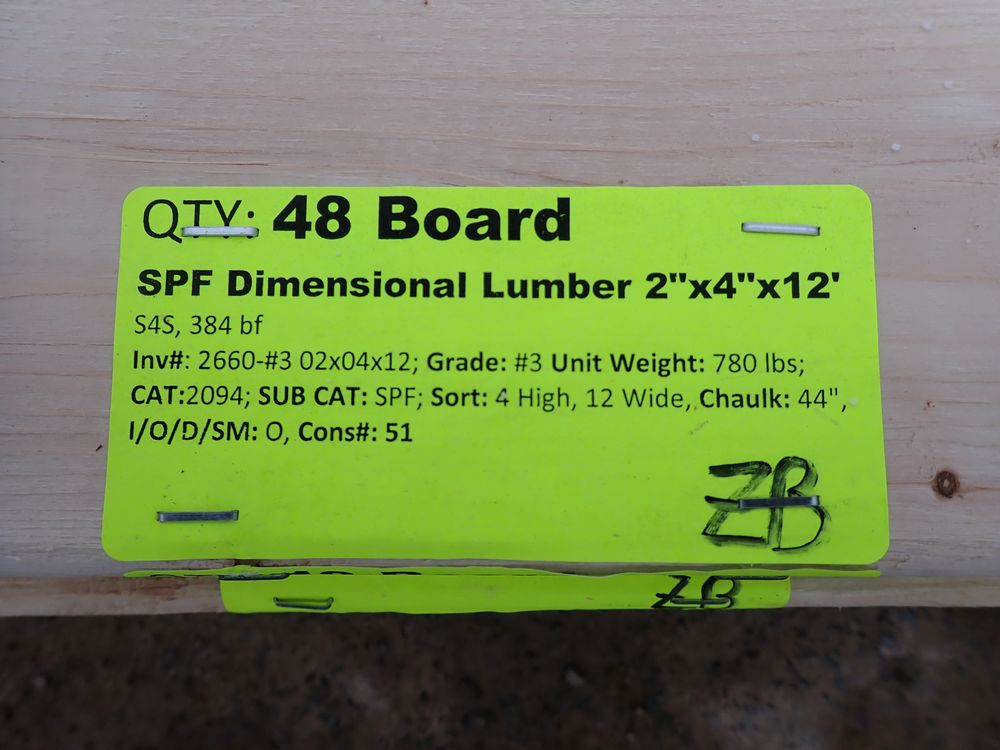 QTY: 48 Board
SPF Dimensional Lumber 2"x4"x12'
S4S, 384 bf
Inv#: 2660-#3 02x04x12; Grade: #3 Unit Weight: 780 lbs;
CAT:2094; SUB CAT: SPF; Sort: 4 High, 12 Wide, Chaulk: 44",
I/O/D/SM: O, Cons#: 51
ZB
ZB